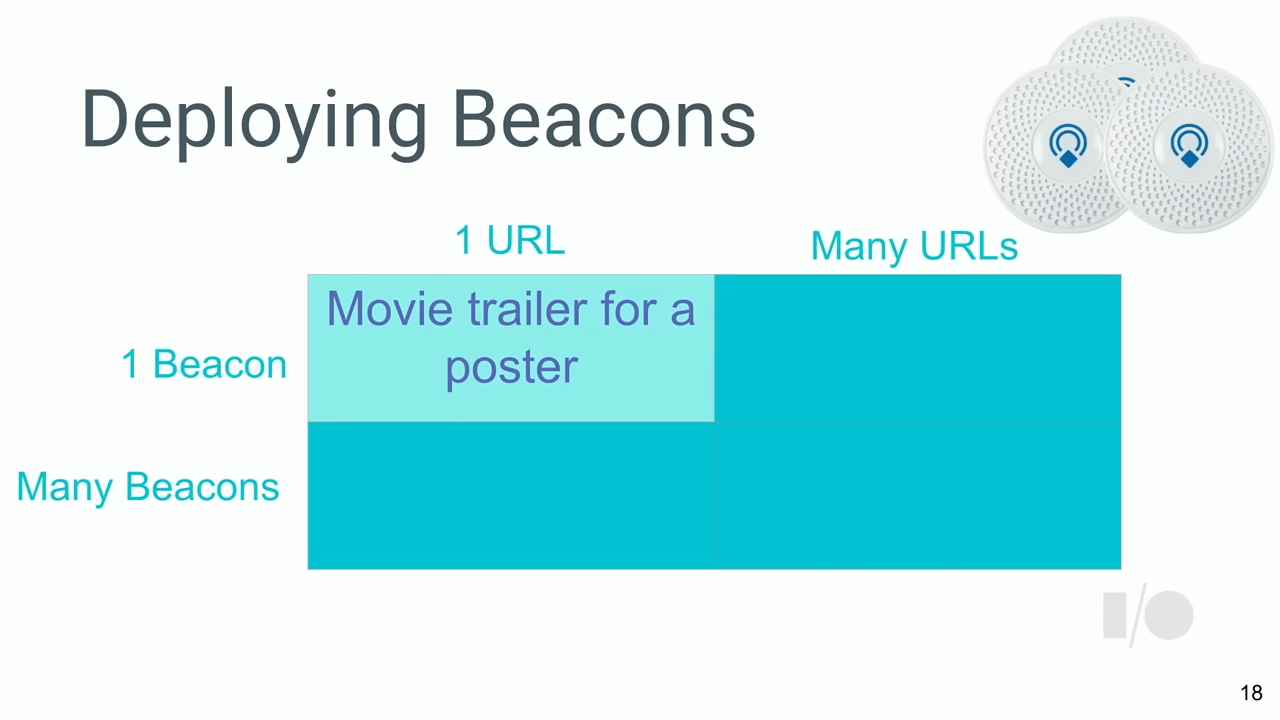 Deploying Beacons
1 URL
Many URLs
Movie trailer for a
poster
1 Beacon
Many Beacons
I/O
18